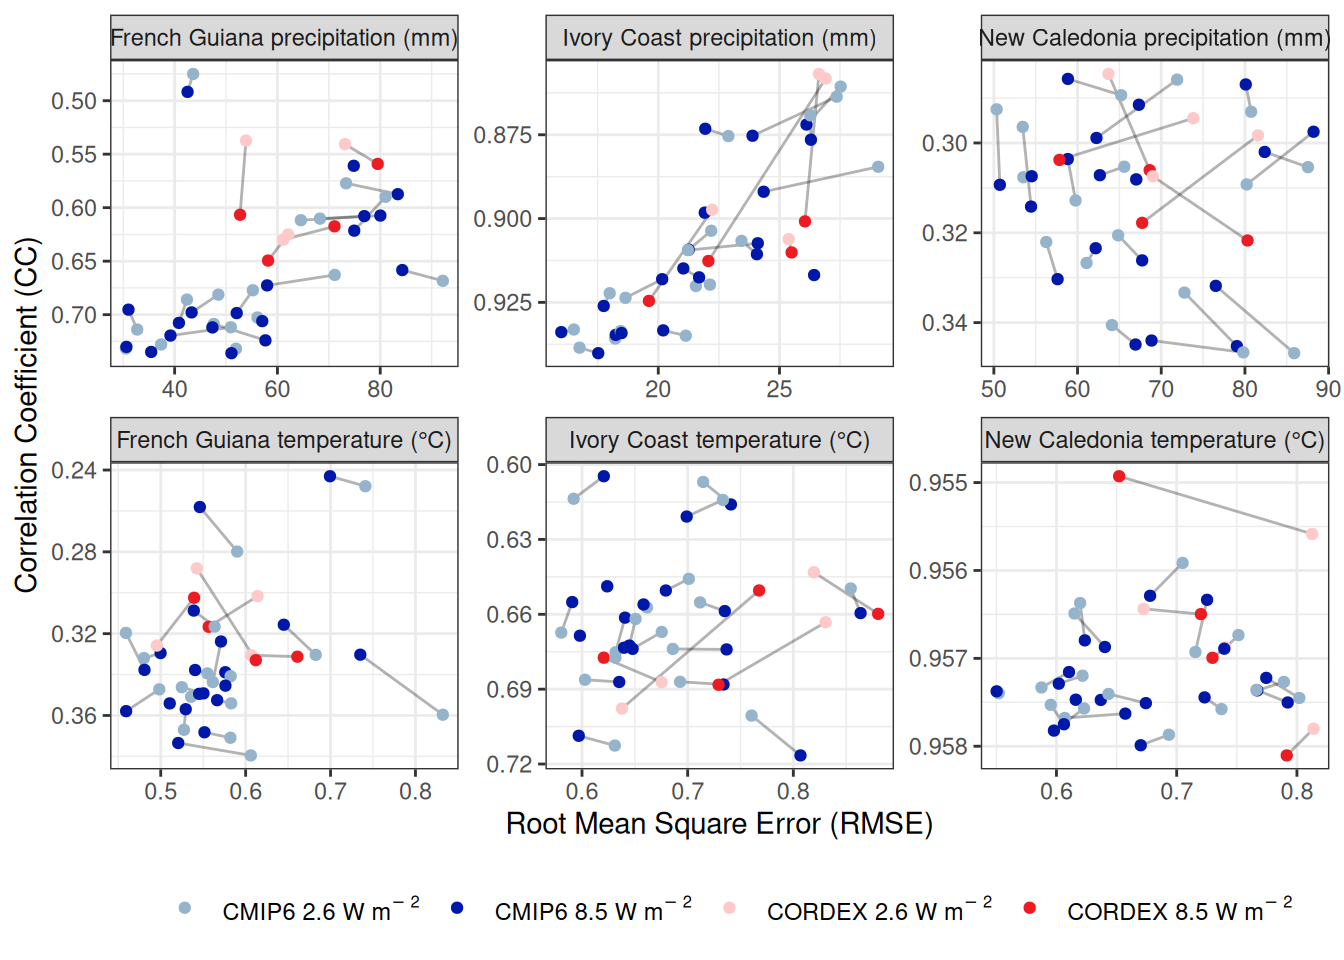 French Guiana precipitation (mm)
Ivory Coast precipitation (mm)
New Caledonia precipitation (mm)
0.50
0.55
0.60
0.65
0.70
0.875
0.900
0.925
0.30
0.32
0.34
40 60 80
20 25
50 60 70 80 90
Correlation Coefficient (CC)
French Guiana temperature (°C)
Ivory Coast temperature (°C)
New Caledonia temperature (°C)
0.24
0.28
0.32
0.36
0.60
0.63
0.66
0.69
0.72
0.955
0.956
0.957
0.958
0.5 0.6 0.7 0.8
0.6 0.7 0.8
0.6 0.7 0.8
Root Mean Square Error (RMSE)
CMIP6 2.6 W m⁻² CMIP6 8.5 W m⁻² CORDEX 2.6 W m⁻² CORDEX 8.5 W m⁻²